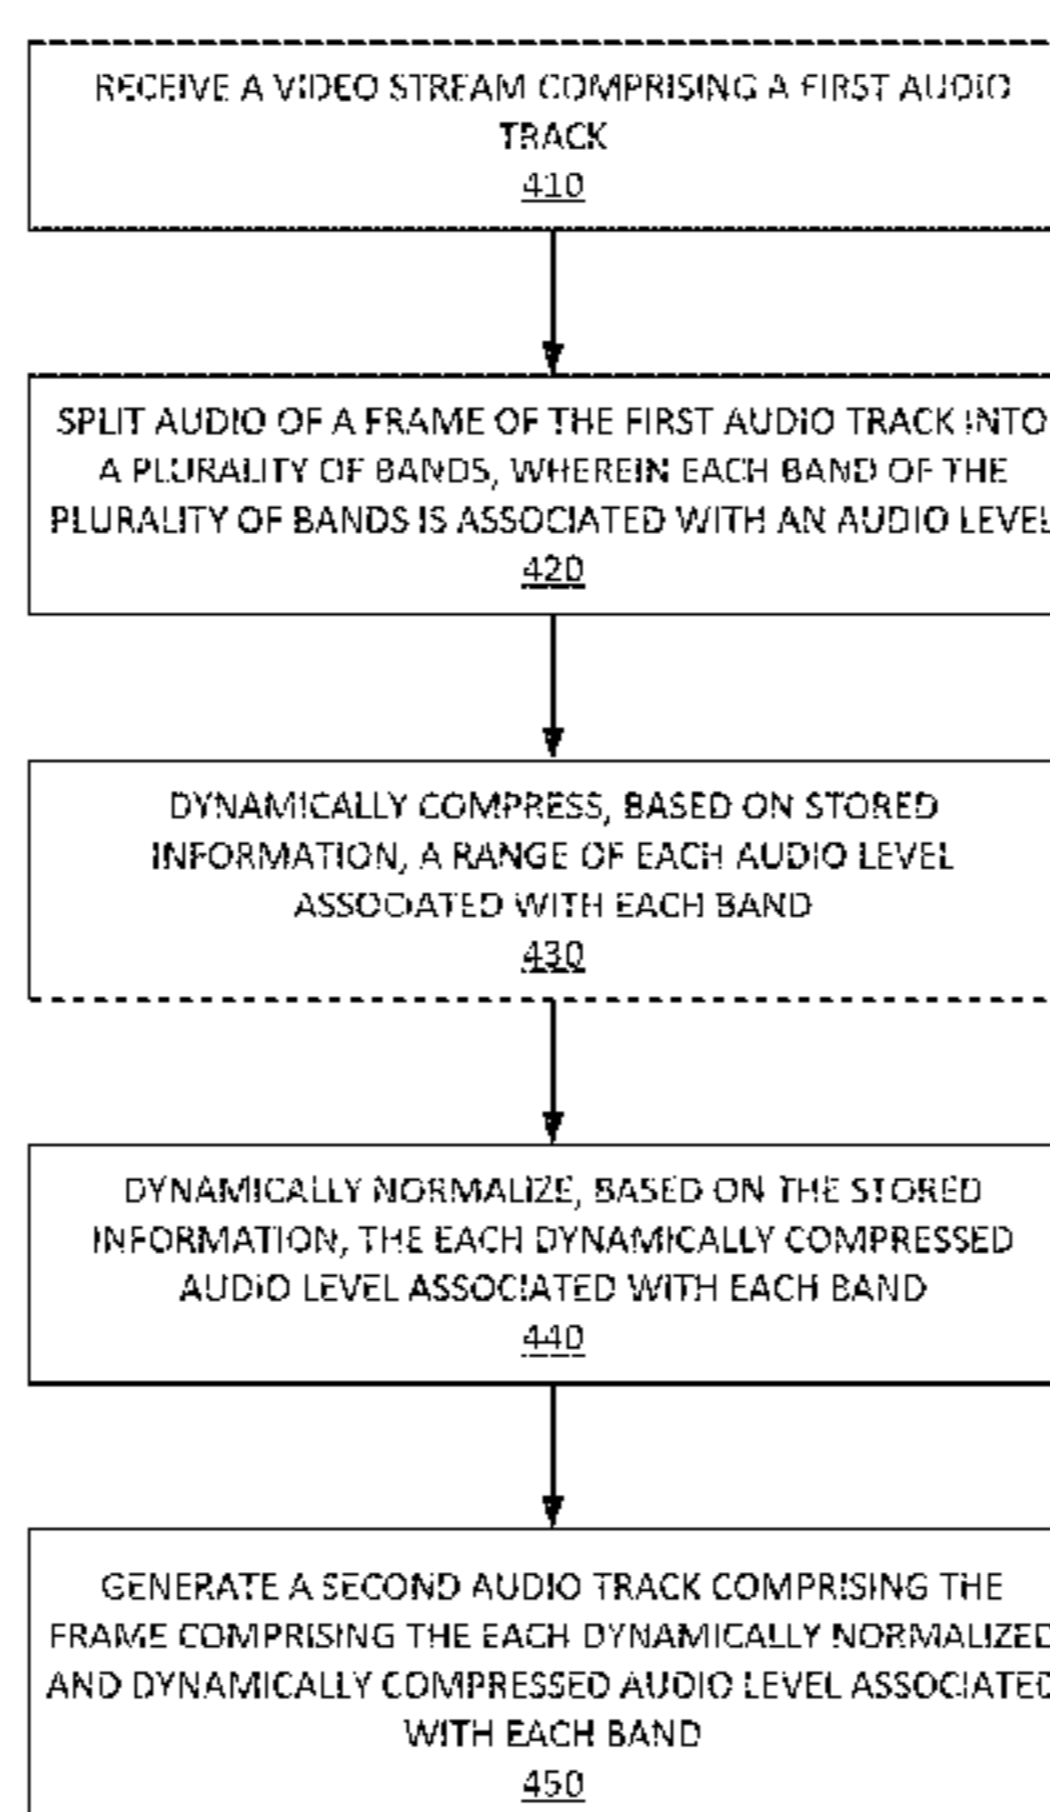 RECEIVE A VIDEO STREAM COMPRISING A FIRST AUDIO
TRACK
410
SPLIT AUDIO OF A FRAME OF THE FIRST AUDIO TRACK INTO
A PLURALITY OF BANDS, WHEREIN EACH BAND OF THE
PLURALITY OF BANDS IS ASSOCIATED WITH AN AUDIO LEVEL
420
DYNAMICALLY COMPRESS, BASED ON STORED
INFORMATION, A RANGE OF EACH AUDIO LEVEL
ASSOCIATED WITH EACH BAND
430
DYNAMICALLY NORMALIZE, BASED ON THE STORED
INFORMATION, THE EACH DYNAMICALLY COMPRESSED
AUDIO LEVEL ASSOCIATED WITH EACH BAND
440
GENERATE A SECOND AUDIO TRACK COMPRISING THE
FRAME COMPRISING THE EACH DYNAMICALLY NORMALIZED
AND DYNAMICALLY COMPRESSED AUDIO LEVEL ASSOCIATED
WITH EACH BAND
450